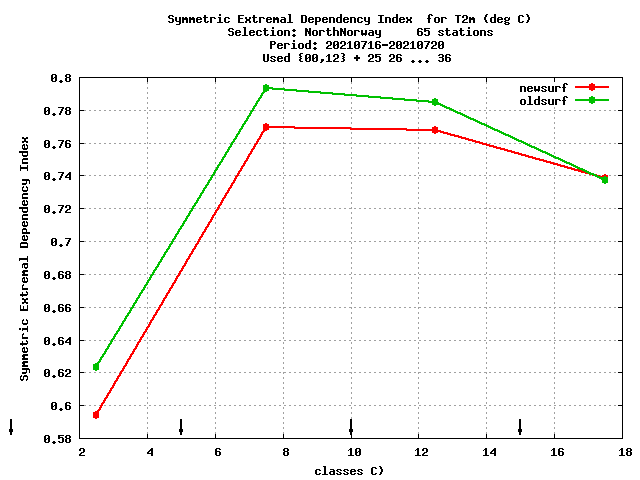 Symmetric Extremal Dependency Index  for T2m (deg C)
Selection: NorthNorway     65 stations
Period: 20210716-20210720
Used {00,12} + 25 26 ... 36
newsurf
oldsurf
Symmetric Extremal Dependency Index
0.8
0.78
0.76
0.74
0.72
0.7
0.68
0.66
0.64
0.62
0.6
0.58
2 4 6 8 10 12 14 16 18
classes C)